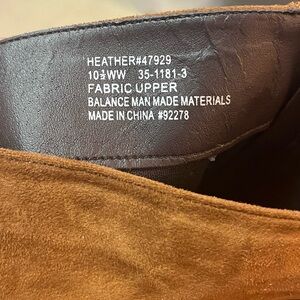 HEATHER#47929
10½WW 35-1181-3
FABRIC UPPER
BALANCE MAN MADE MATERIALS
MADE IN CHINA #92278